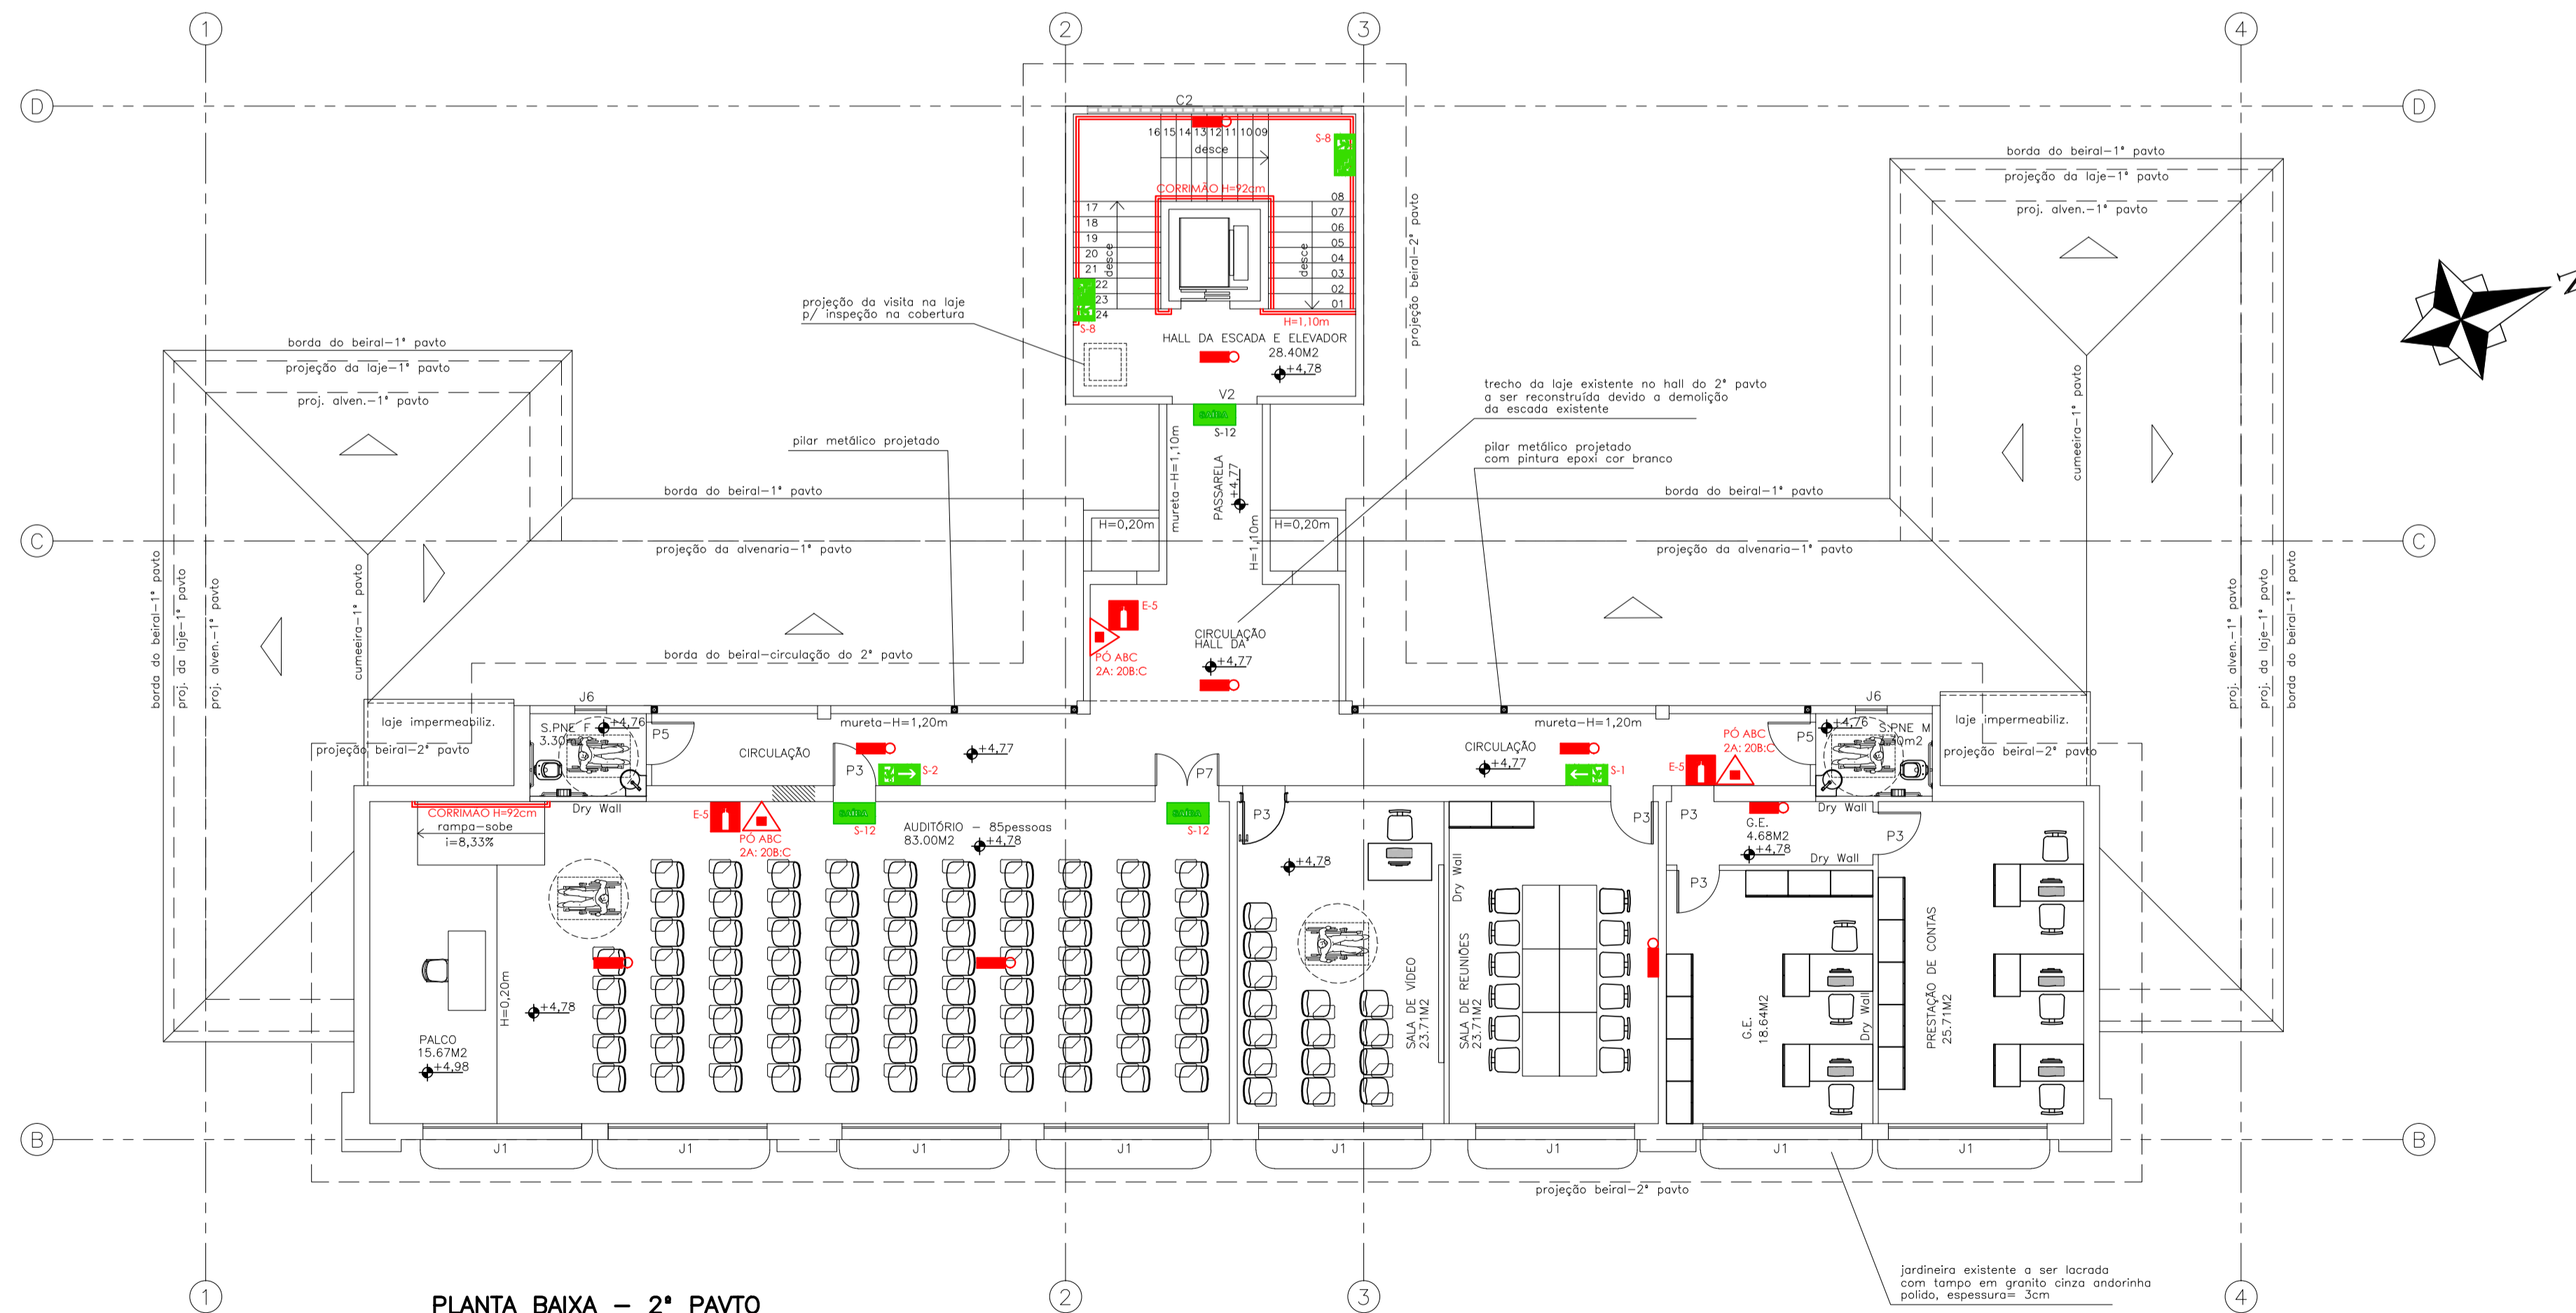 1
2
3
4
D
D
C2
16 15 14 13 12 11 10 09
S-8
desce
borda do beiral-1° pavto
projeção da laje-1° pavto
proj. alven.-1° pavto
CORRIMÃO H=92cm
08
07
06
05
04
03
02
01
17
18
19
20
21
22
23
24
desce
desce
projeção beiral-2° pavto
N
projeção da visita na laje
p/ inspeção na cobertura
S-8
H=1,10m
HALL DA ESCADA E ELEVADOR
28.40M2
+4,78
borda do beiral-1° pavto
projeção da laje-1° pavto
proj. alven.-1° pavto
V2
SAÍDA
S-12
trecho da laje existente no hall do 2° pavto
a ser reconstruída devido a demolição
da escada existente
cumeeira-1° pavto
pilar metálico projetado
pilar metálico projetado
com pintura epoxi cor branco
mureta-H=1,10m
PASSARELA
+4,77
borda do beiral-1° pavto
borda do beiral-1° pavto
H=0,20m
H=0,20m
H=1,10m
C
C
projeção da alvenaria-1° pavto
projeção da alvenaria-1° pavto
borda do beiral-1° pavto
proj. da laje-1° pavto
proj. alven.-1° pavto
cumeeira-1° pavto
proj. alven.-1° pavto
proj. da laje-1° pavto
borda do beiral-1° pavto
E-5
PÓ ABC
2A: 20B:C
CIRCULAÇÃO
HALL DA
+4,77
borda do beiral-circulação do 2° pavto
J6
J6
laje impermeabiliz.
projeção beiral-2° pavto
S.PNE F
3.30m2
+4,76
P5
CIRCULAÇÃO
mureta-H=1,20m
+4,77
P3
S-2
P7
mureta-H=1,20m
CIRCULAÇÃO
+4,77
S-1
PÓ ABC
2A: 20B:C
E-5
P5
+4,76
S.PNE M
laje impermeabiliz.
projeção beiral-2° pavto
Dry Wall
Dry Wall
CORRIMÃO H=92cm
rampa-sobe
i=8,33%
E-5
PÓ ABC
2A: 20B:C
SAÍDA
S-12
AUDITÓRIO - 85pessoas
83.00M2
+4,78
SAÍDA
S-12
P3
+4,78
P3
P3
G.E.
4.68M2
+4,78
Dry Wall
P3
P3
Dry Wall
H=0,20m
+4,78
PALCO
15.67M2
+4,98
SALA DE VÍDEO
23.71M2
SALA DE REUNIÕES
23.71M2
G.E.
18.64M2
Dry Wall
PRESTAÇÃO DE CONTAS
25.71M2
B
B
J1
J1
J1
J1
J1
J1
J1
J1
projeção beiral-2° pavto
jardineira existente a ser lacrada
com tampo em granito cinza andorinha
polido, espessura= 3cm
1
2
3
4
PLANTA BAIXA - 2° PAVTO